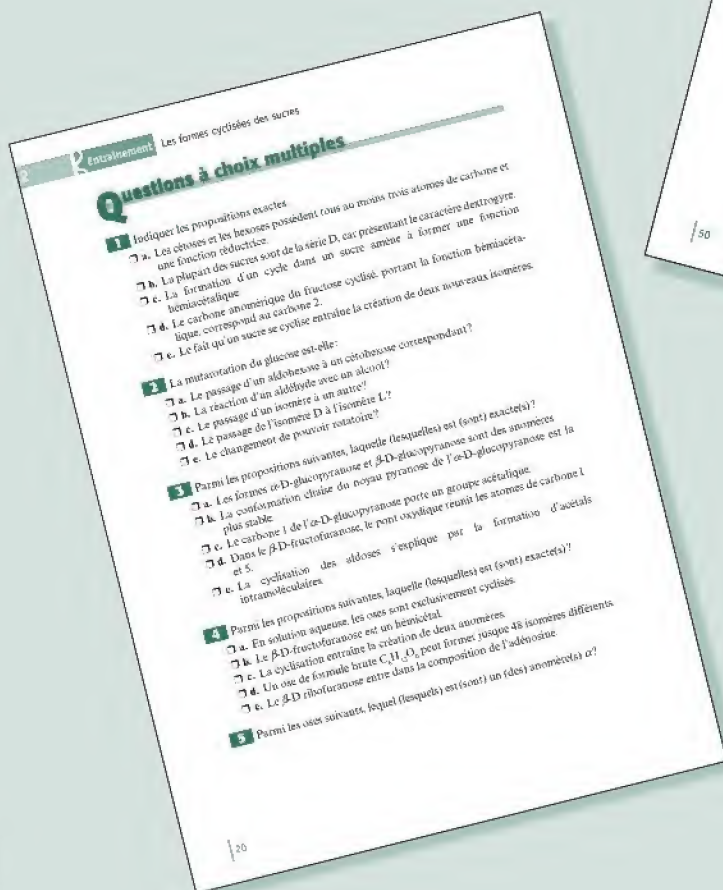 2
Entraînement Les formes cyclisées des sucres
Questions à choix multiples
1 Indiquer les propositions exactes
a. Les cétoses et les hexoses possèdent tous au moins trois atomes de carbone et
une fonction réductrice.
b. La plupart des sucres sont de la série D, car présentant le caractère dextrogyre.
c. La formation d'un cycle dans un sucre amène à former une fonction
hémiacétalique
d. Le carbone anomérique du fructose cyclisé, portant la fonction hémiacéta-
lique, correspond au carbone 2.
e. Le fait qu'un sucre se cyclise entraîne la création de deux nouveaux isomères.
2 La mutarotation du glucose est-elle:
a. Le passage d'un aldohexose à un cétohexose correspondant?
b. La réaction d'un aldéhyde avec un alcool?
c. Le passage d'un isomère à un autre?
d. Le passage de l'isomère D à l'isomère L?
e. Le changement de pouvoir rotatoire?
3 Parmi les propositions suivantes, laquelle (lesquelles) est (sont) exacte(s)?
a. Les formes α-D-glucopyranose et β-D-glucopyranose sont des anomères
b. La conformation chaise du noyau pyranose de l'α-D-glucopyranose est la
plus stable.
c. Le carbone 1 de l'α-D-glucopyranose porte un groupe acétalique.
d. Dans le β-D-fructofuranose, le pont oxydique réunit les atomes de carbone 1
et 5.
e. La cyclisation des aldoses s'explique par la formation d'acétals
intramoléculaires.
4 Parmi les propositions suivantes, laquelle (lesquelles) est (sont) exacte(s)?
a. En solution aqueuse, les oses sont exclusivement cyclisés.
b. Le β-D-fructofuranose est un hémicétal.
c. La cyclisation entraîne la création de deux anomères.
d. Un ose de formule brute C₆H₁₂O₆ peut former jusque 48 isomères différents
e. Le β-D ribofuranose entre dans la composition de l'adénosine.
5 Parmi les oses suivants, lequel (lesquels) est (sont) un (des) anomère(s) α?
20
50